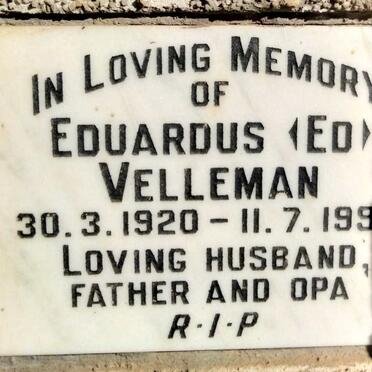 IN LOVING MEMORY
OF
EDUARDUS (ED)
VELLEMAN
30.3.1920 – 11.7.199
LOVING HUSBAND,
FATHER AND OPA
R·I·P